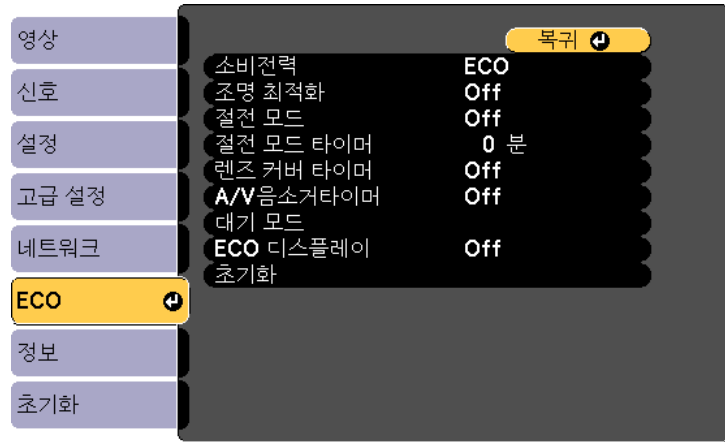 영상
신호
설정
고급 설정
네트워크
ECO
정보
초기화
복귀
소비전력 ECO
조명 최적화 Off
절전 모드 Off
절전 모드 타이머 0 분
렌즈 커버 타이머 Off
A/V음소거타이머 Off
대기 모드
ECO 디스플레이 Off
초기화